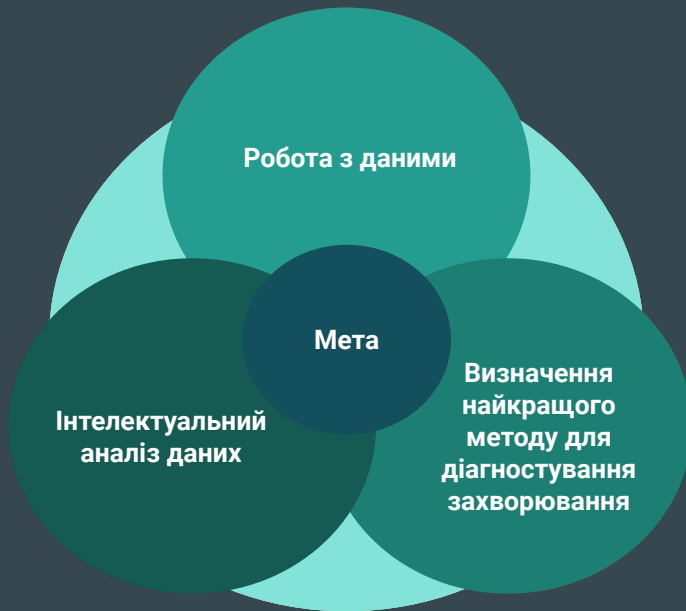 Робота з даними
Мета
Інтелектуальний
аналіз даних
Визначення
найкращого
методу для
діагностування
захворювання